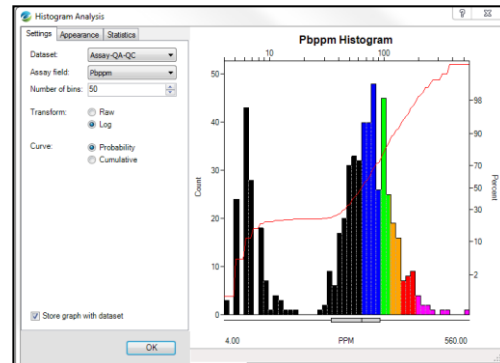 Histogram Analysis
Settings Appearance Statistics
Dataset: Assay-QA-QC
Assay field: Pbppm
Number of bins: 50
Transform: Raw
Log
Curve: Probability
Cumulative
Store graph with dataset
OK
Pbppm Histogram
10 100
50
40
30
20
10
0
Count
98
90
70
50
30
10
2
Percent
4.00 PPM 560.00